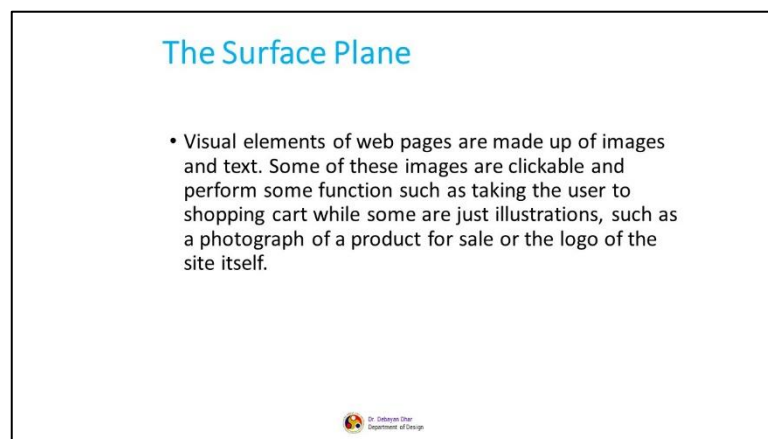 The Surface Plane
• Visual elements of web pages are made up of images
and text. Some of these images are clickable and
perform some function such as taking the user to
shopping cart while some are just illustrations, such as
a photograph of a product for sale or the logo of the
site itself.
Dr. Debayan Dhar
Department of Design